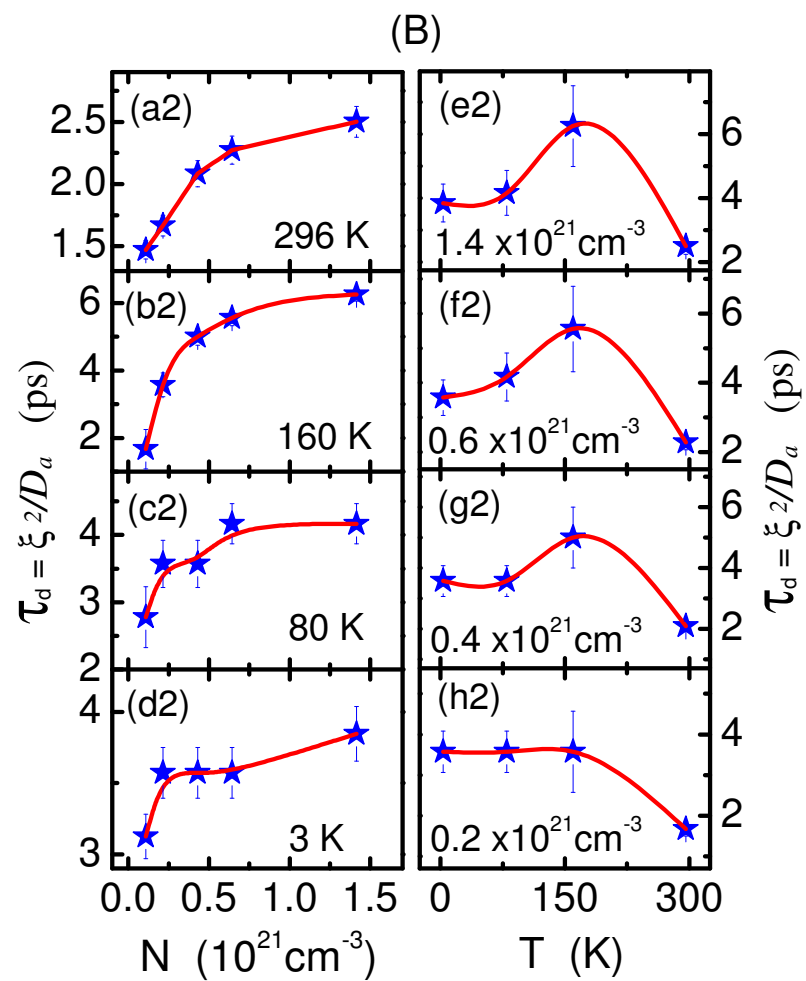 (B)
(a2)
2.5
2.0
1.5
296 K
(b2)
6
4
2
160 K
(c2)
4
3
2
80 K
(d2)
4
3
3 K
0.0 0.5 1.0 1.5
N (10²¹cm⁻³)
τd = ξ²/Da (ps)
(e2)
6
4
2
1.4 x10²¹cm⁻³
(f2)
6
4
2
0.6 x10²¹cm⁻³
(g2)
6
4
2
0.4 x10²¹cm⁻³
(h2)
4
2
0.2 x10²¹cm⁻³
0 150 300
T (K)
τd = ξ²/Da (ps)